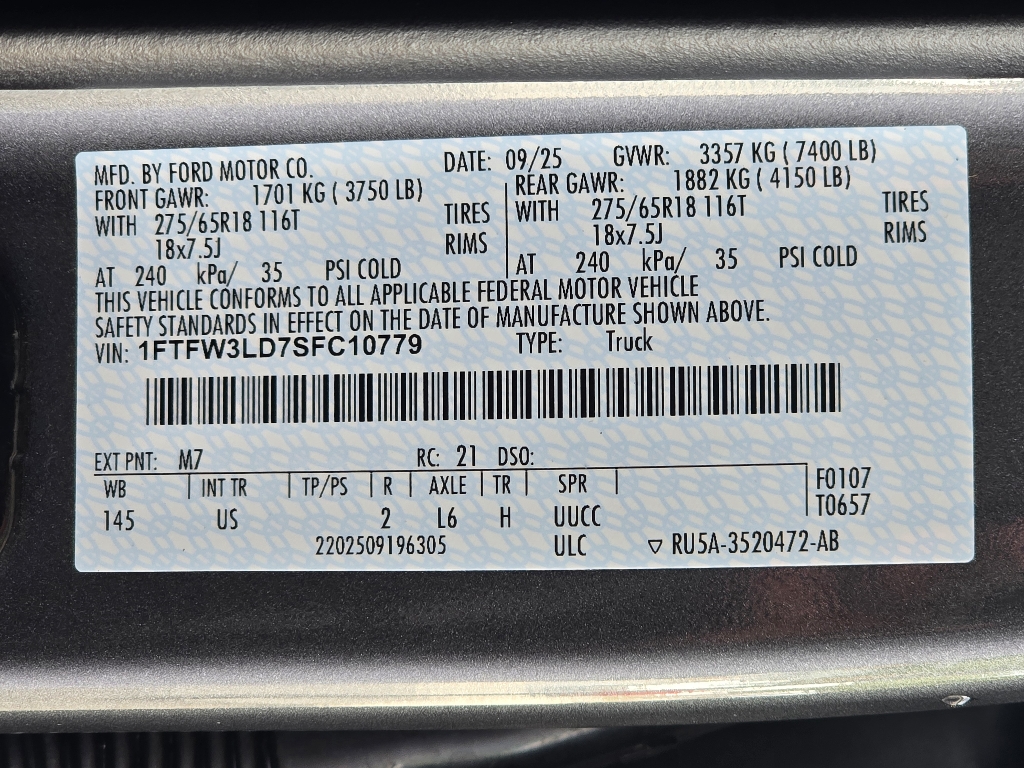 MFD. BY FORD MOTOR CO. DATE: 09/25 GVWR: 3357 KG ( 7400 LB)
FRONT GAWR: 1701 KG ( 3750 LB) REAR GAWR: 1882 KG ( 4150 LB)
WITH 275/65R18 116T TIRES WITH 275/65R18 116T TIRES
18x7.5J RIMS 18x7.5J RIMS
AT 240 kPa/ 35 PSI COLD AT 240 kPa/ 35 PSI COLD
THIS VEHICLE CONFORMS TO ALL APPLICABLE FEDERAL MOTOR VEHICLE
SAFETY STANDARDS IN EFFECT ON THE DATE OF MANUFACTURE SHOWN ABOVE.
VIN: 1FTFW3LD7SFC10779 TYPE: Truck
EXT PNT: M7 RC: 21 DSO:
WB INT TR TP/PS R AXLE TR SPR F0107
145 US 2 L6 H UUCC T0657
2202509196305 ULC ▽ RU5A-3520472-AB